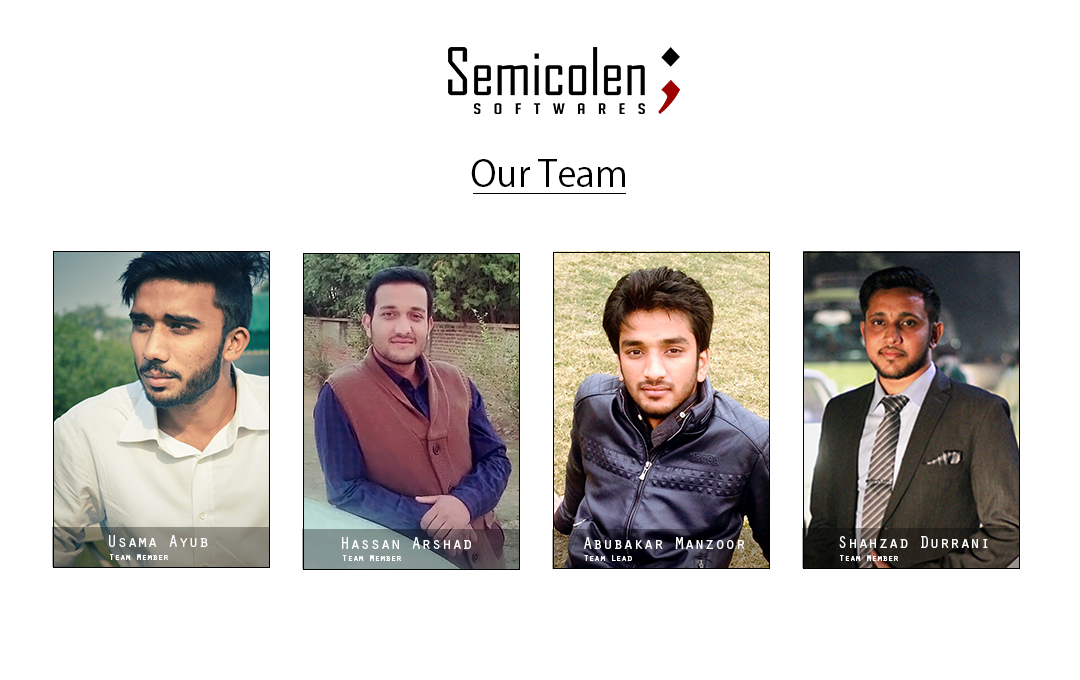 Semicolen ;
SOFTWARES
Our Team
Usama Ayub
Team Member
Hassan Arshad
Team Member
Abubakar Manzoor
Team Lead
Shahzad Durrani
Team Member